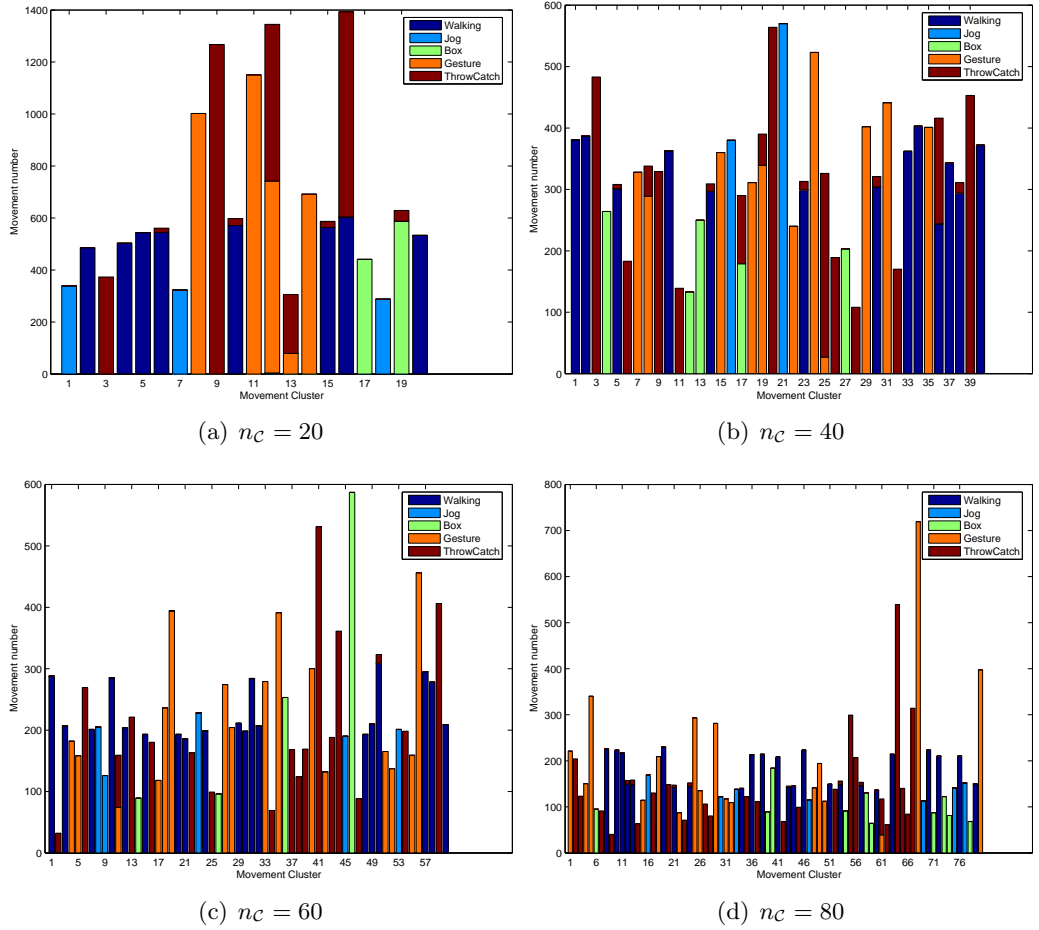 1400
1200
1000
800
600
400
200
0
Movement number
1 3 5 7 9 11 13 15 17 19
Movement Cluster
Walking
Jog
Box
Gesture
ThrowCatch
(a) n_C = 20
600
500
400
300
200
100
0
Movement number
1 3 5 7 9 11 13 15 17 19 21 23 25 27 29 31 33 35 37 39
Movement Cluster
Walking
Jog
Box
Gesture
ThrowCatch
(b) n_C = 40
600
500
400
300
200
100
0
Movement number
1 5 9 13 17 21 25 29 33 37 41 45 49 53 57
Movement Cluster
Walking
Jog
Box
Gesture
ThrowCatch
(c) n_C = 60
800
700
600
500
400
300
200
100
0
Movement number
1 6 11 16 21 26 31 36 41 46 51 56 61 66 71 76
Movement Cluster
Walking
Jog
Box
Gesture
ThrowCatch
(d) n_C = 80